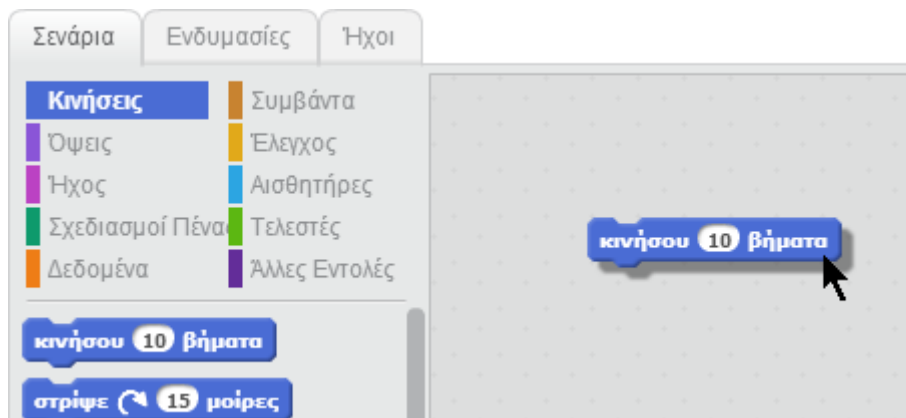 Σενάρια Ενδυμασίες Ήχοι
Κινήσεις Συμβάντα
Όψεις Έλεγχος
Ήχος Αισθητήρες
Σχεδιασμοί Πένας Τελεστές
Δεδομένα Άλλες Εντολές
κινήσου 10 βήματα
στρίψε 15 μοίρες
κινήσου 10 βήματα